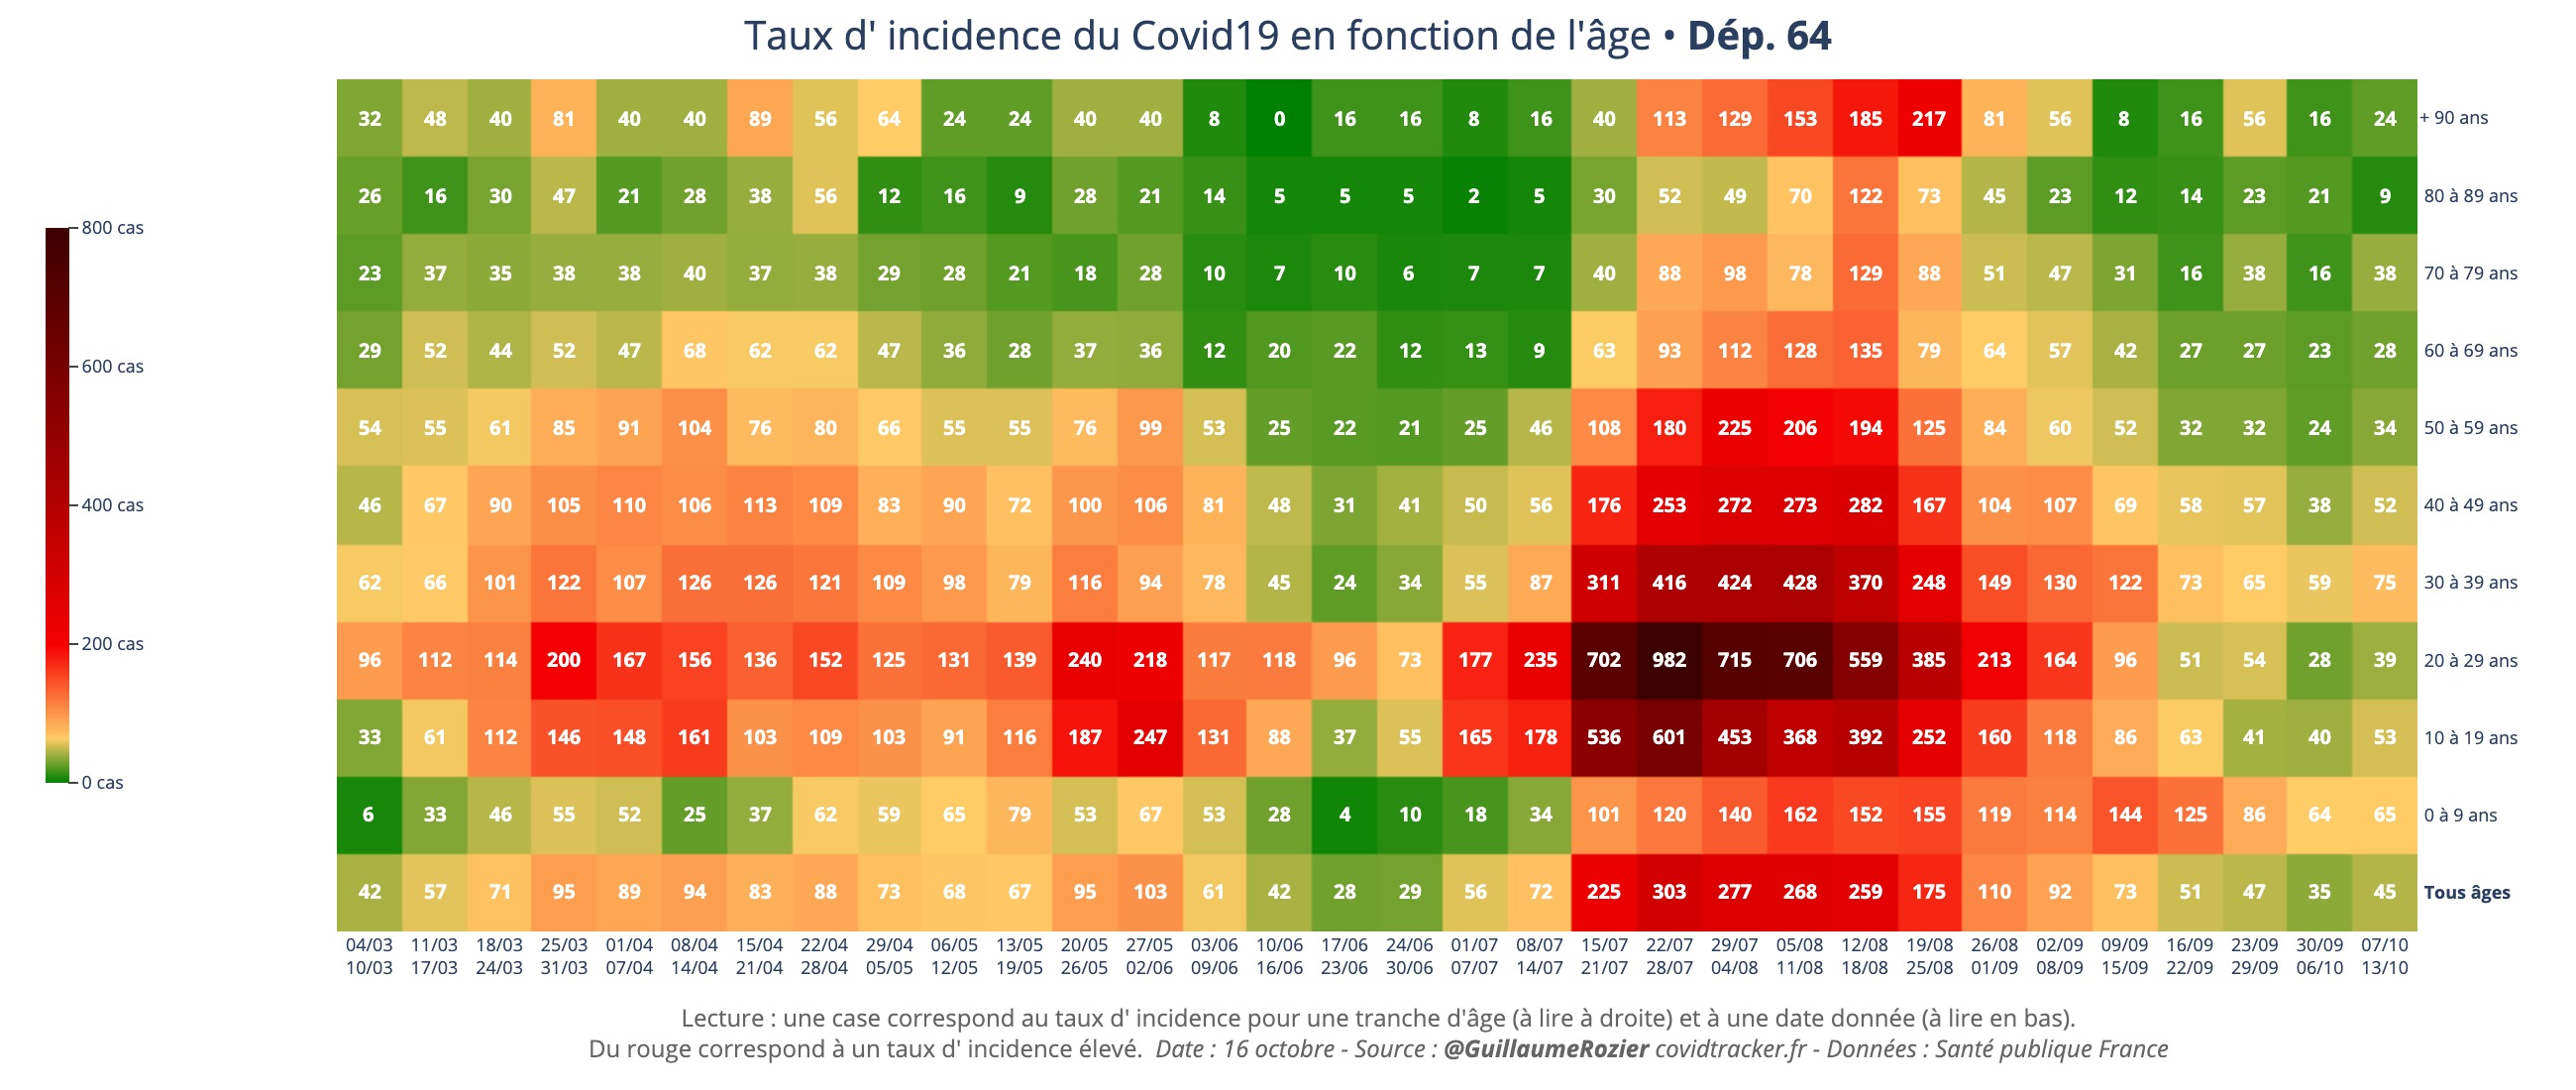 Taux d' incidence du Covid19 en fonction de l'âge • Dép. 64
800 cas
600 cas
400 cas
200 cas
0 cas
32 48 40 81 40 40 89 56 64 24 24 40 40 8 0 16 16 8 16 40 113 129 153 185 217 81 56 8 16 56 16 24 + 90 ans
26 16 30 47 21 28 38 56 12 16 9 28 21 14 5 5 5 2 5 30 52 49 70 122 73 45 23 12 14 23 21 9 80 à 89 ans
23 37 35 38 38 40 37 38 29 28 21 18 28 10 7 10 6 7 7 40 88 98 78 129 88 51 47 31 16 38 16 38 70 à 79 ans
29 52 44 52 47 68 62 62 47 36 28 37 36 12 20 22 12 13 9 63 93 112 128 135 79 64 57 42 27 27 23 28 60 à 69 ans
54 55 61 85 91 104 76 80 66 55 55 76 99 53 25 22 21 25 46 108 180 225 206 194 125 84 60 52 32 32 24 34 50 à 59 ans
46 67 90 105 110 106 113 109 83 90 72 100 106 81 48 31 41 50 56 176 253 272 273 282 167 104 107 69 58 57 38 52 40 à 49 ans
62 66 101 122 107 126 126 121 109 98 79 116 94 78 45 24 34 55 87 311 416 424 428 370 248 149 130 122 73 65 59 75 30 à 39 ans
96 112 114 200 167 156 136 152 125 131 139 240 218 117 118 96 73 177 235 702 982 715 706 559 385 213 164 96 51 54 28 39 20 à 29 ans
33 61 112 146 148 161 103 109 103 91 116 187 247 131 88 37 55 165 178 536 601 453 368 392 252 160 118 86 63 41 40 53 10 à 19 ans
6 33 46 55 52 25 37 62 59 65 79 53 67 53 28 4 10 18 34 101 120 140 162 152 155 119 114 144 125 86 64 65 0 à 9 ans
42 57 71 95 89 94 83 88 73 68 67 95 103 61 42 28 29 56 72 225 303 277 268 259 175 110 92 73 51 47 35 45 Tous âges
04/03 11/03 18/03 25/03 01/04 08/04 15/04 22/04 29/04 06/05 13/05 20/05 27/05 03/06 10/06 17/06 24/06 01/07 08/07 15/07 22/07 29/07 05/08 12/08 19/08 26/08 02/09 09/09 16/09 23/09 30/09 07/10
10/03 17/03 24/03 31/03 07/04 14/04 21/04 28/04 05/05 12/05 19/05 26/05 02/06 09/06 16/06 23/06 30/06 07/07 14/07 21/07 28/07 04/08 11/08 18/08 25/08 01/09 08/09 15/09 22/09 29/09 06/10 13/10
Lecture : une case correspond au taux d' incidence pour une tranche d'âge (à lire à droite) et à une date donnée (à lire en bas).
Du rouge correspond à un taux d' incidence élevé. Date : 16 octobre - Source : @GuillaumeRozier covidtracker.fr - Données : Santé publique France